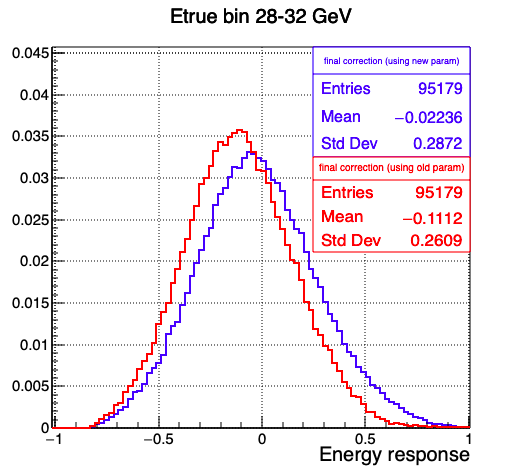 Etrue bin 28-32 GeV
0.045
0.04
0.035
0.03
0.025
0.02
0.015
0.01
0.005
0
final correction (using new param)
Entries 95179
Mean −0.02236
Std Dev 0.2872
final correction (using old param)
Entries 95179
Mean −0.1112
Std Dev 0.2609
−1 −0.5 0 0.5 1
Energy response